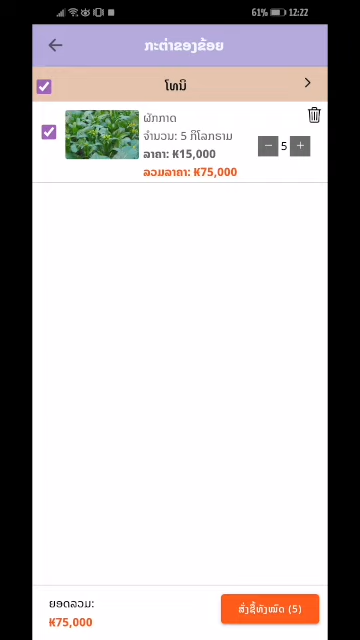 61% 12:22
ກະຕ່າຂອງຂ້ອຍ
ໂທນິ
ຜັກກາດ
ຈຳນວນ: 5 ກິໂລກຣາມ
ລາຄາ: ₭15,000
ລວມລາຄາ: ₭75,000
− 5 +
ຍອດລວມ:
₭75,000
ສັ່ງຊື້ທັງໝົດ (5)